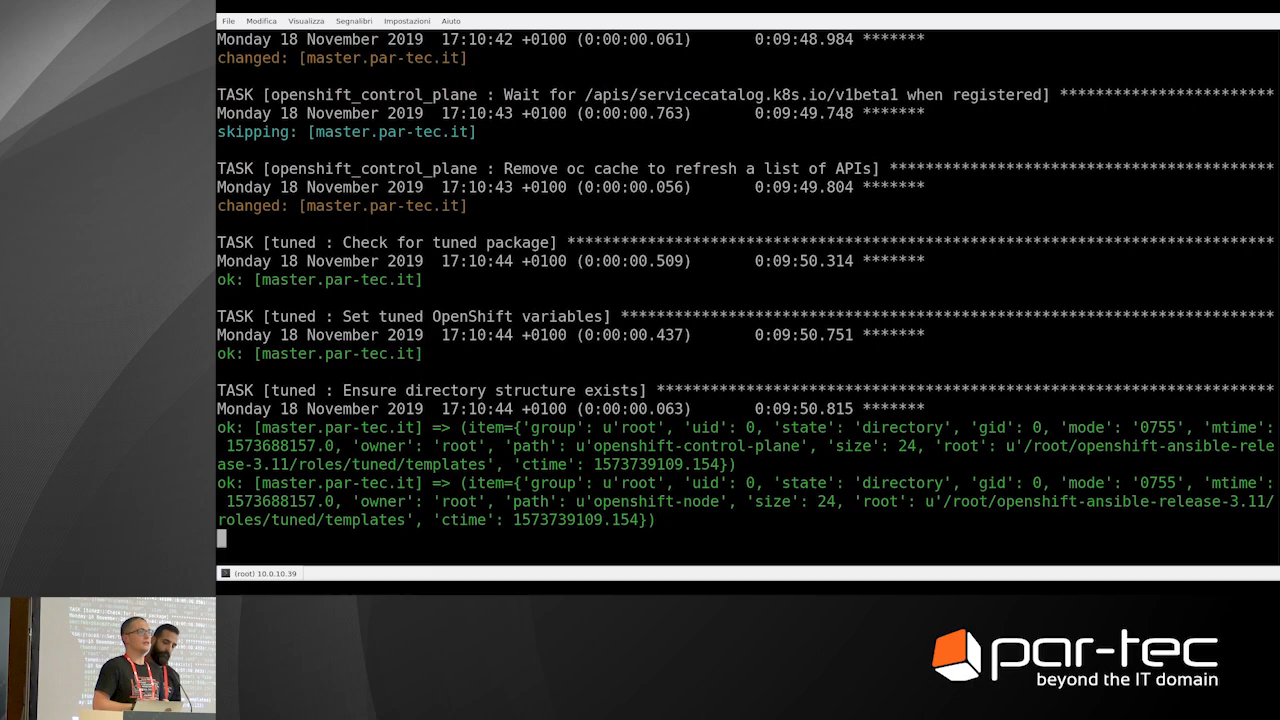 File Modifica Visualizza Segnalibri Impostazioni Aiuto
Monday 18 November 2019  17:10:42 +0100 (0:00:00.061)       0:09:48.984 *******
changed: [master.par-tec.it]
TASK [openshift_control_plane : Wait for /apis/servicecatalog.k8s.io/v1beta1 when registered] ************************
Monday 18 November 2019  17:10:43 +0100 (0:00:00.763)       0:09:49.748 *******
skipping: [master.par-tec.it]
TASK [openshift_control_plane : Remove oc cache to refresh a list of APIs] *******************************************
Monday 18 November 2019  17:10:43 +0100 (0:00:00.056)       0:09:49.804 *******
changed: [master.par-tec.it]
TASK [tuned : Check for tuned package] *******************************************************************************
Monday 18 November 2019  17:10:44 +0100 (0:00:00.509)       0:09:50.314 *******
ok: [master.par-tec.it]
TASK [tuned : Set tuned OpenShift variables] *************************************************************************
Monday 18 November 2019  17:10:44 +0100 (0:00:00.437)       0:09:50.751 *******
ok: [master.par-tec.it]
TASK [tuned : Ensure directory structure exists] *********************************************************************
Monday 18 November 2019  17:10:44 +0100 (0:00:00.063)       0:09:50.815 *******
ok: [master.par-tec.it] => (item={'group': u'root', 'uid': 0, 'state': 'directory', 'gid': 0, 'mode': '0755', 'mtime':
 1573688157.0, 'owner': 'root', 'path': u'openshift-control-plane', 'size': 24, 'root': u'/root/openshift-ansible-rele
ase-3.11/roles/tuned/templates', 'ctime': 1573739109.154})
ok: [master.par-tec.it] => (item={'group': u'root', 'uid': 0, 'state': 'directory', 'gid': 0, 'mode': '0755', 'mtime':
 1573688157.0, 'owner': 'root', 'path': u'openshift-node', 'size': 24, 'root': u'/root/openshift-ansible-release-3.11/
roles/tuned/templates', 'ctime': 1573739109.154})
(root) 10.0.10.39
par-tec
beyond the IT domain